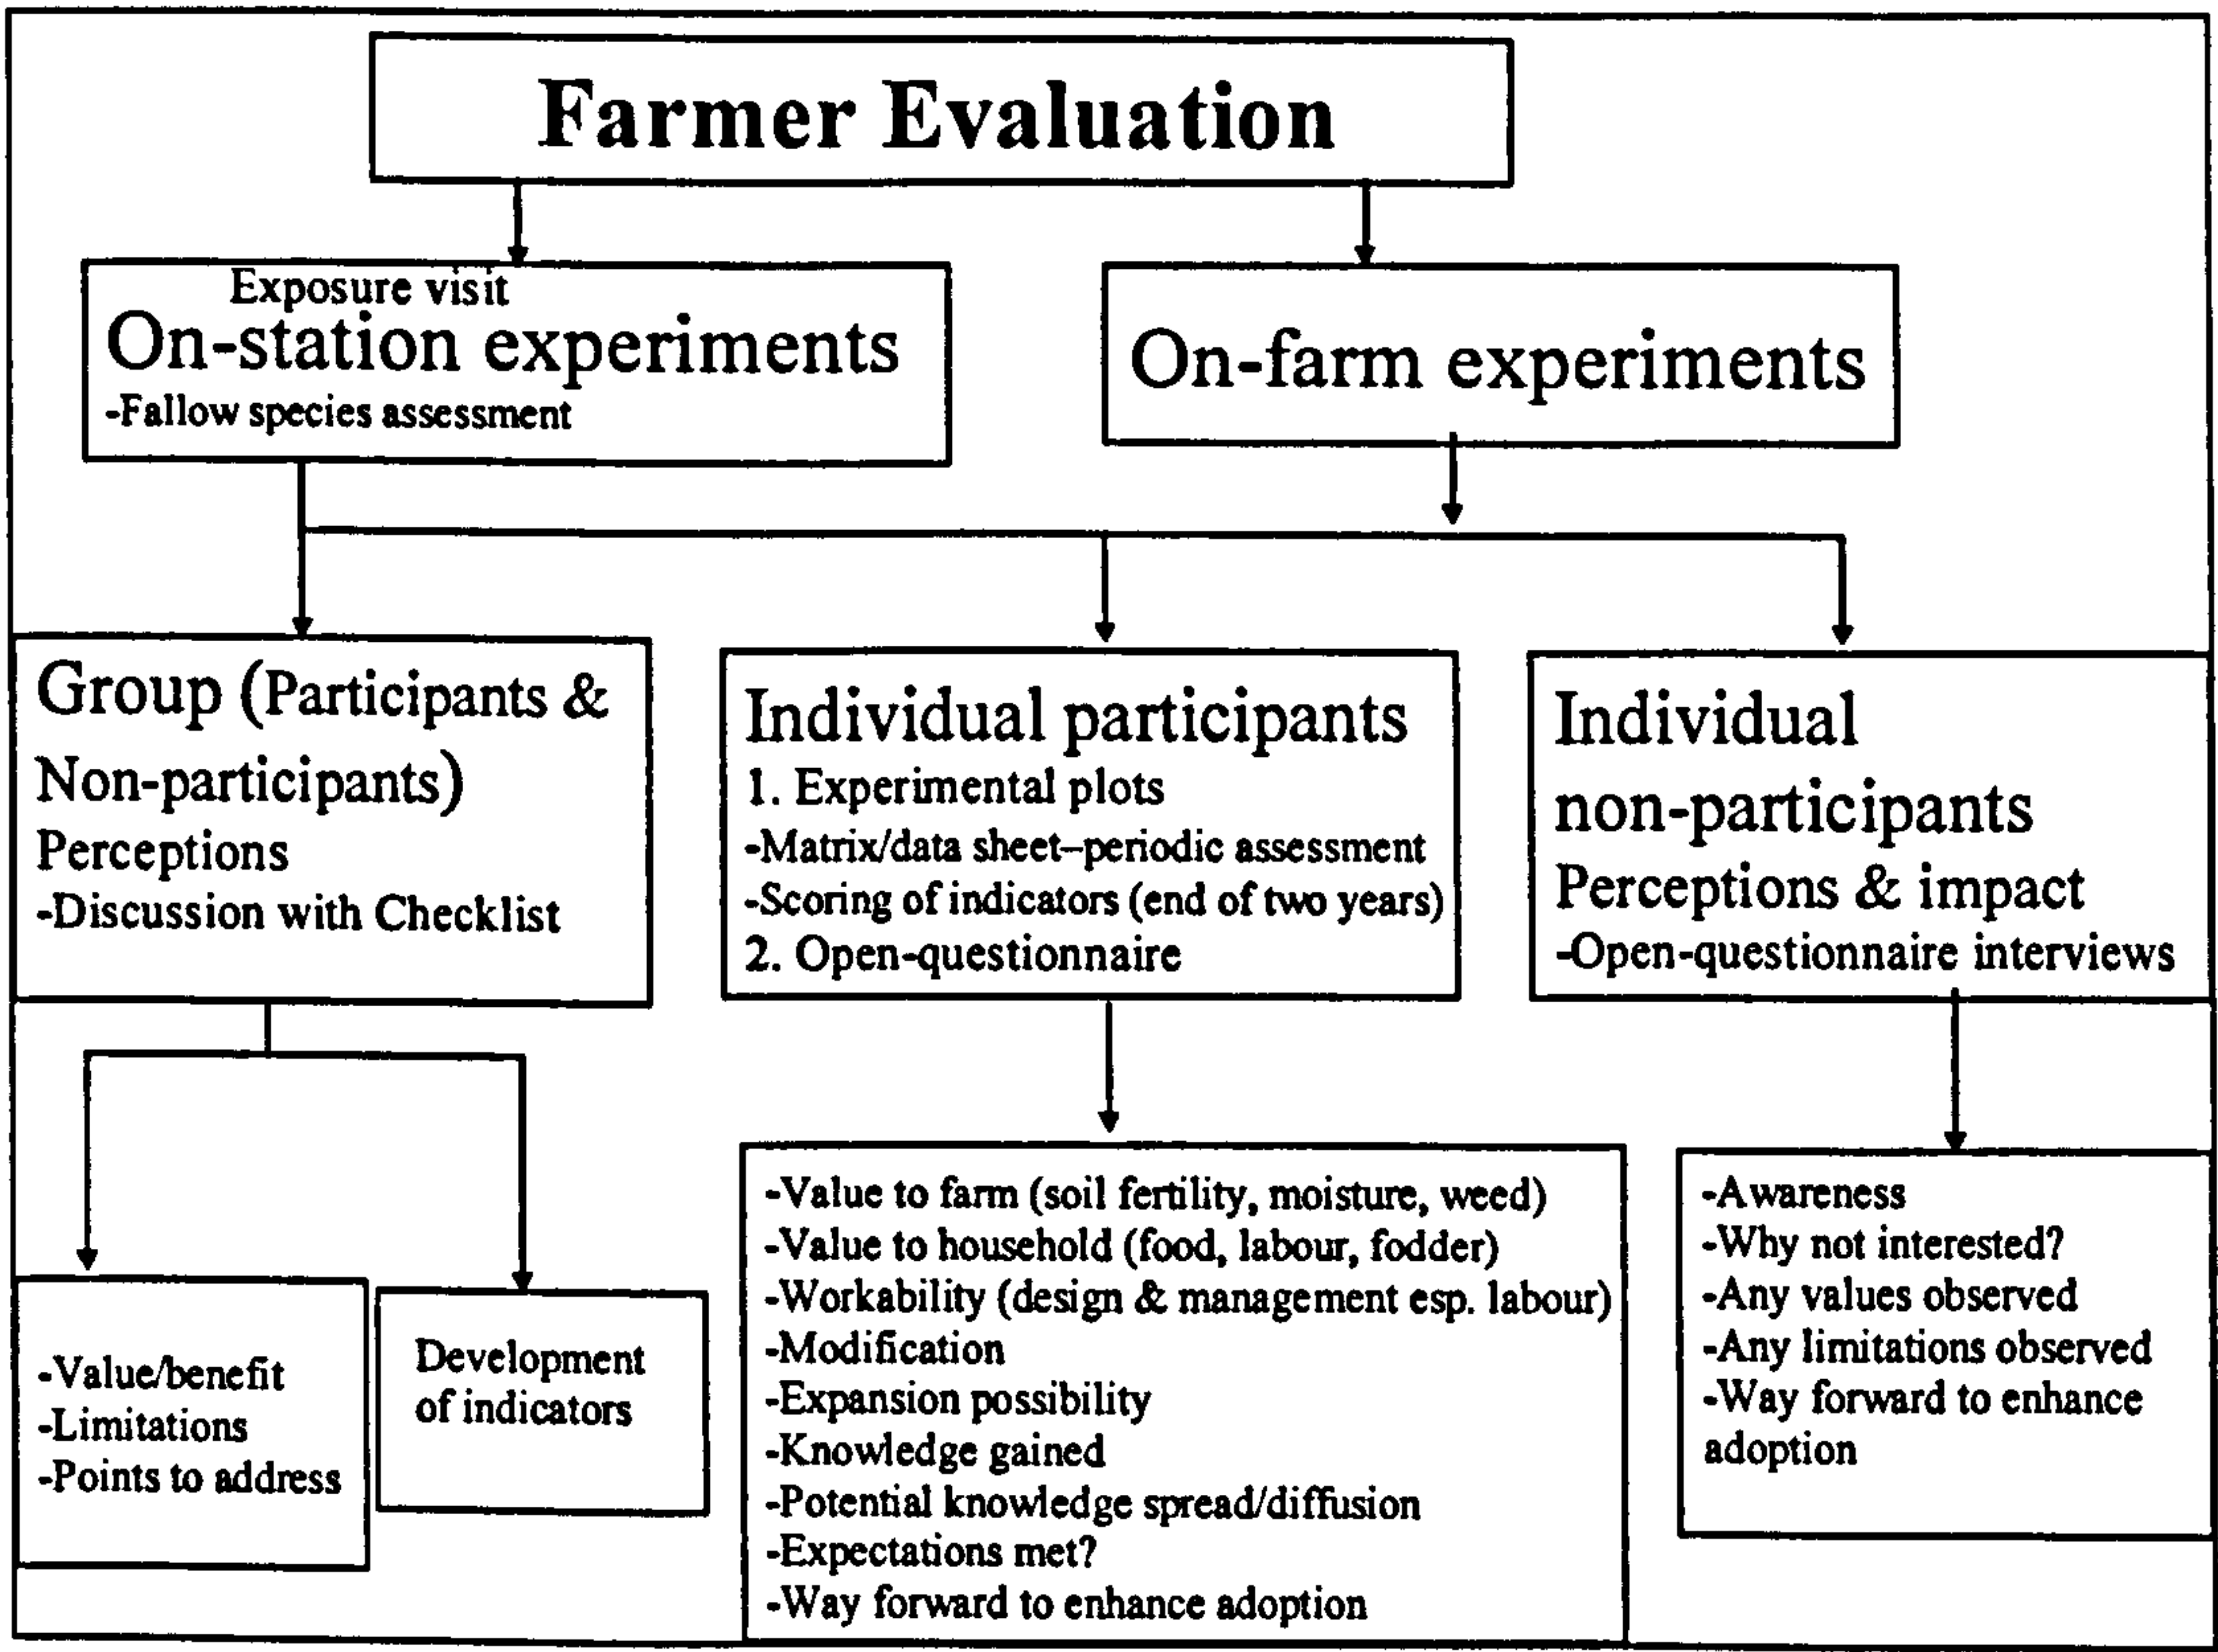 Farmer Evaluation
Exposure visit
On-station experiments
-Fallow species assessment
On-farm experiments
Group (Participants &
Non-participants)
Perceptions
-Discussion with Checklist
Individual participants
1. Experimental plots
-Matrix/data sheet–periodic assessment
-Scoring of indicators (end of two years)
2. Open-questionnaire
Individual
non-participants
Perceptions & impact
-Open-questionnaire interviews
-Value/benefit
-Limitations
-Points to address
Development
of indicators
-Value to farm (soil fertility, moisture, weed)
-Value to household (food, labour, fodder)
-Workability (design & management esp. labour)
-Modification
-Expansion possibility
-Knowledge gained
-Potential knowledge spread/diffusion
-Expectations met?
-Way forward to enhance adoption
-Awareness
-Why not interested?
-Any values observed
-Any limitations observed
-Way forward to enhance
adoption